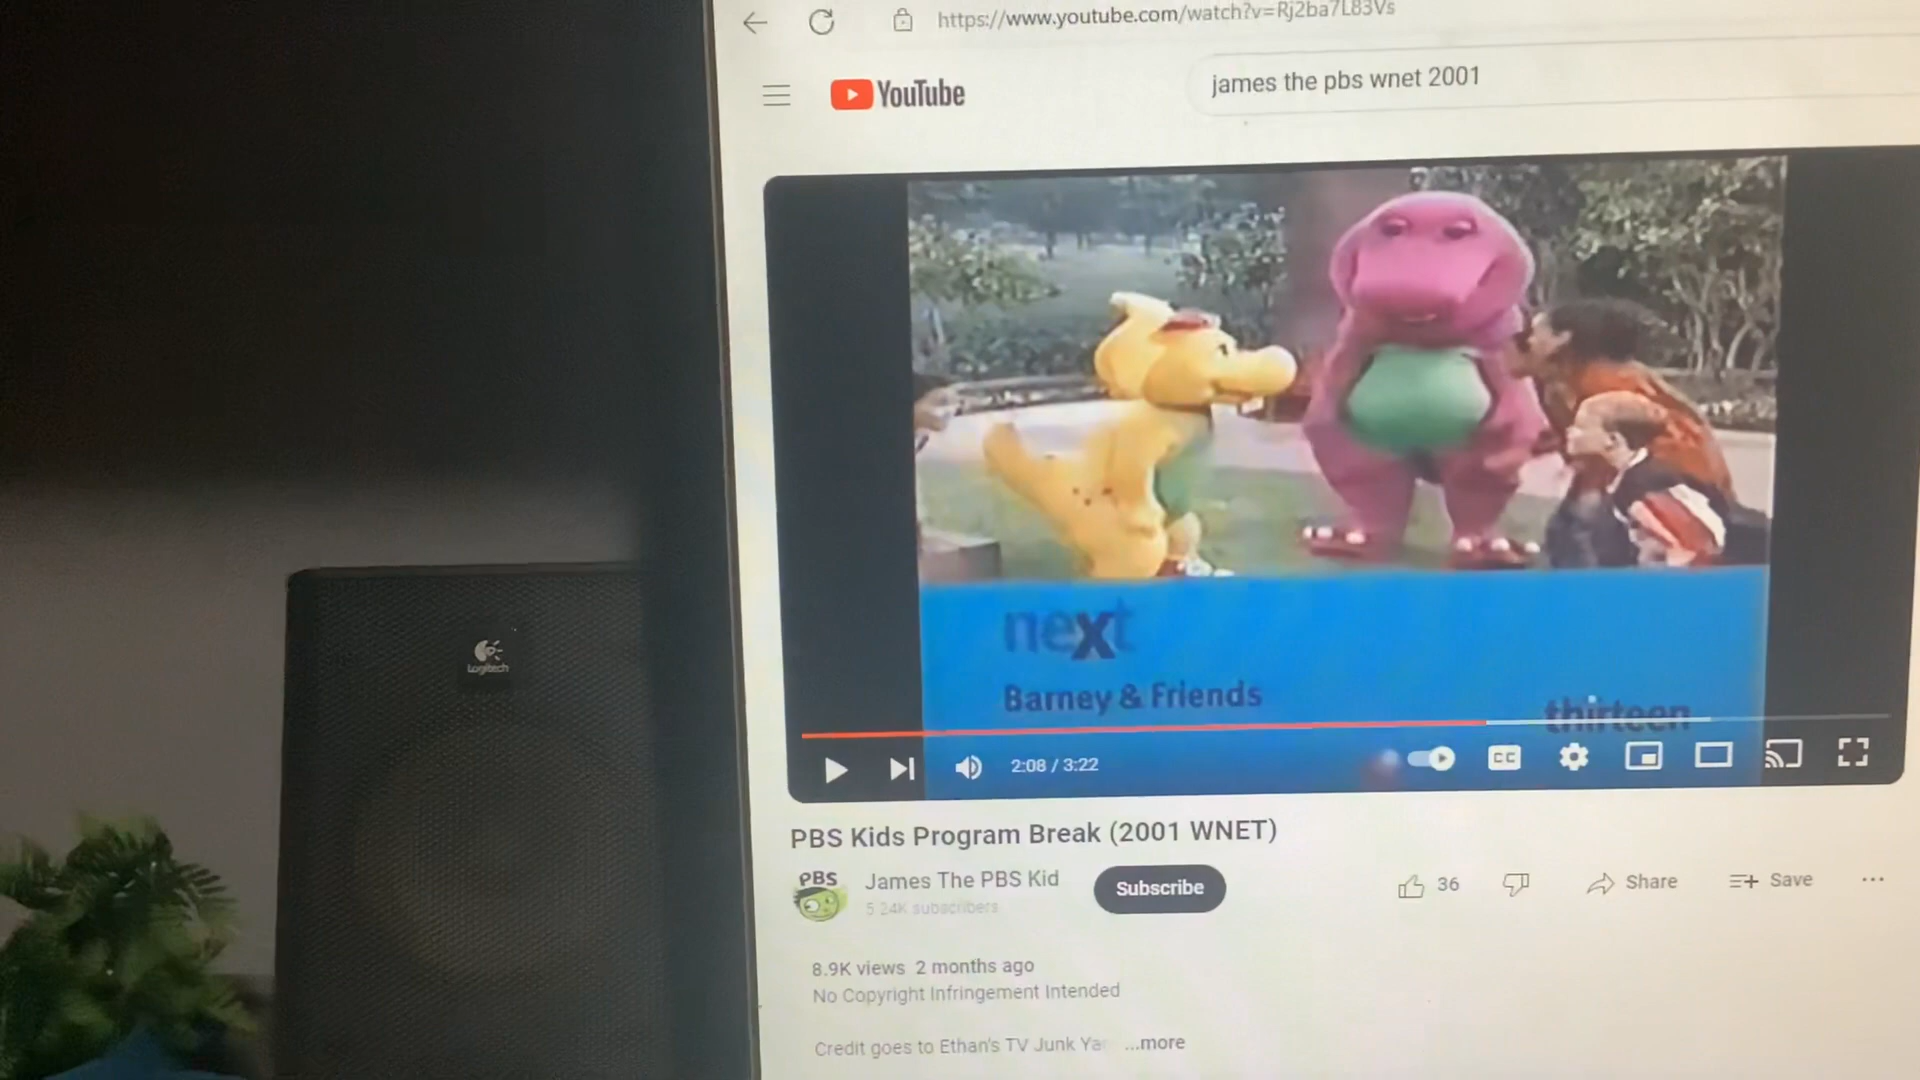 https://www.youtube.com/watch?v=Rj2ba7L83Vs
YouTube
james the pbs wnet 2001
next
Barney & Friends
thirteen
2:08 / 3:22
CC
PBS Kids Program Break (2001 WNET)
PBS
James The PBS Kid
5.24K subscribers
Subscribe
36
Share
Save
8.9K views 2 months ago
No Copyright Infringement Intended
Credit goes to Ethan's TV Junk
...more
Logitech